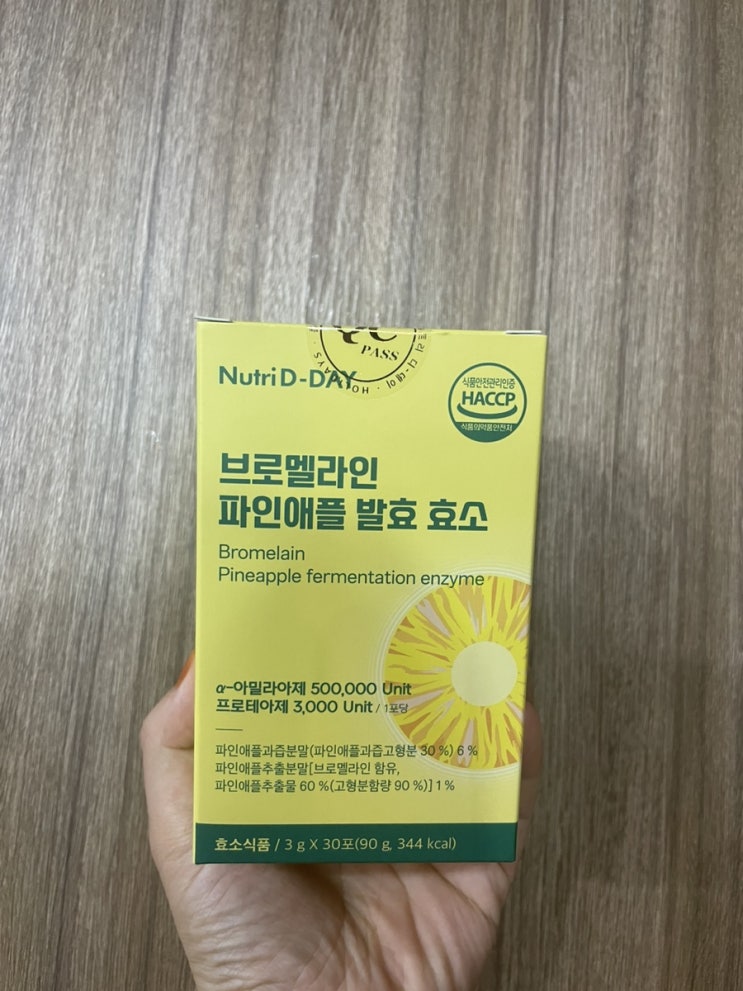 PASS
Nutri D-DAY
식품안전관리인증
HACCP
식품의약품안전처
브로멜라인
파인애플 발효 효소
Bromelain
Pineapple fermentation enzyme
α-아밀라아제 500,000 Unit
프로테아제 3,000 Unit / 1포당
파인애플과즙분말(파인애플과즙고형분 30 %) 6 %
파인애플추출분말[브로멜라인 함유,
파인애플추출물 60 %(고형분함량 90 %)] 1 %
효소식품 / 3 g X 30포(90 g, 344 kcal)